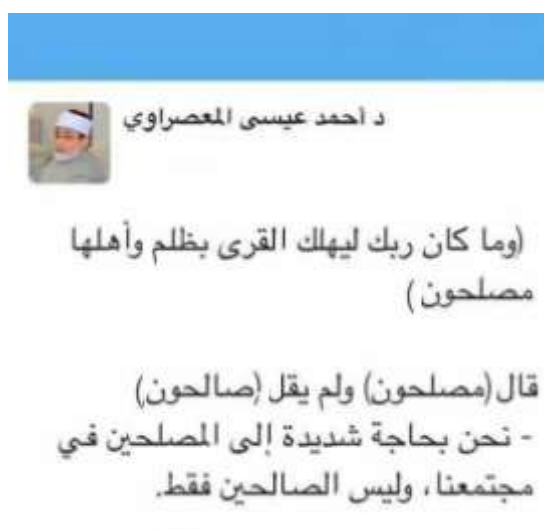 د أحمد عيسى المعصراوي
(وما كان ربك ليهلك القرى بظلم وأهلها
مصلحون )
قال (مصلحون) ولم يقل (صالحون)
- نحن بحاجة شديدة إلى المصلحين في
مجتمعنا، وليس الصالحين فقط.